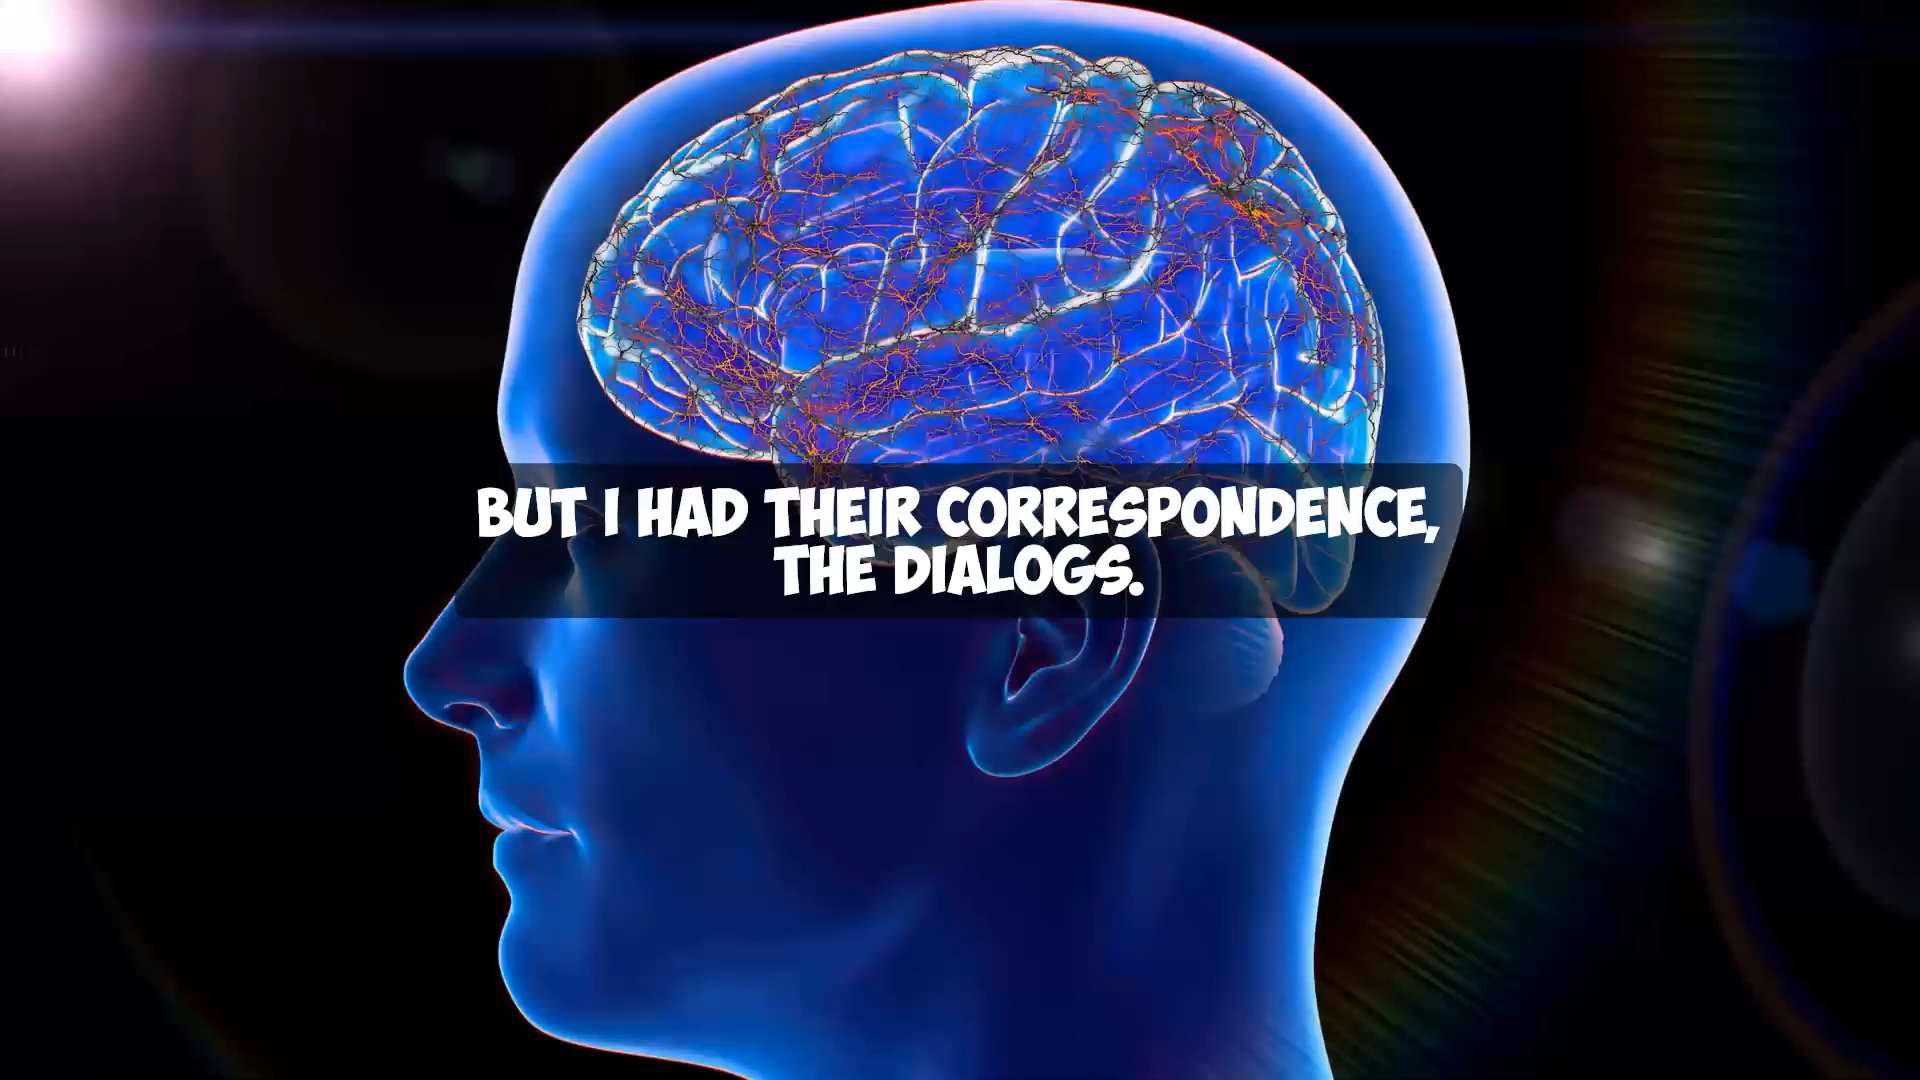 BUT I HAD THEIR CORRESPONDENCE,
THE DIALOGS.